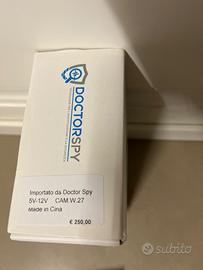 DOCTORSPY
Importato da Doctor Spy
5V-12V CAM.W.27
Made in Cina
€ 250,00
subito